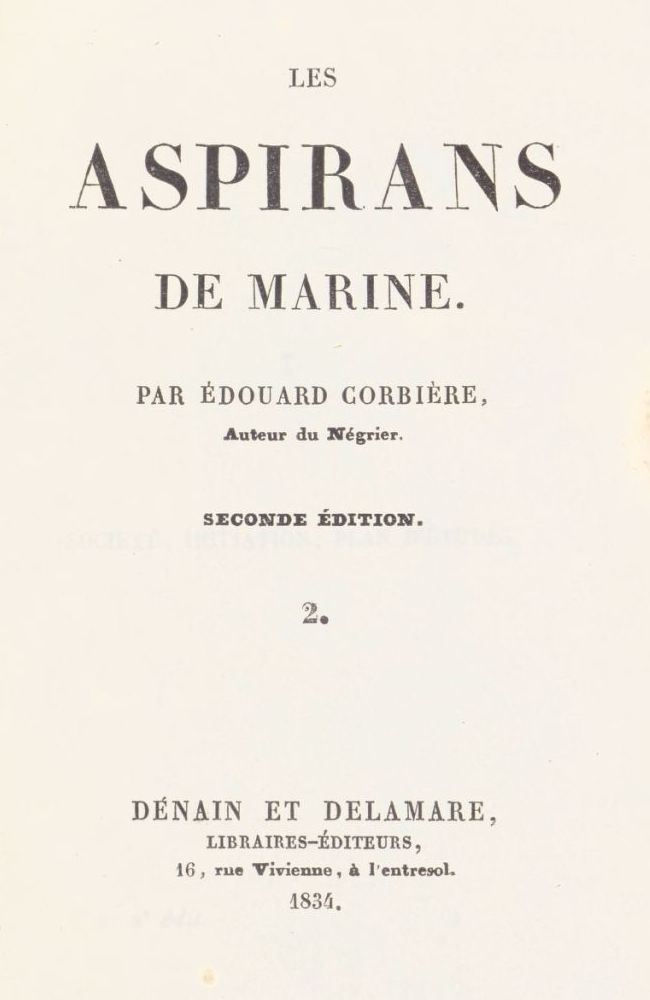 LES
ASPIRANS
DE MARINE.
PAR ÉDOUARD CORBIÈRE,
Auteur du Négrier.
SECONDE ÉDITION.
2.
DÉNAIN ET DELAMARE,
LIBRAIRES-ÉDITEURS,
16, rue Vivienne, à l'entresol.
1834.